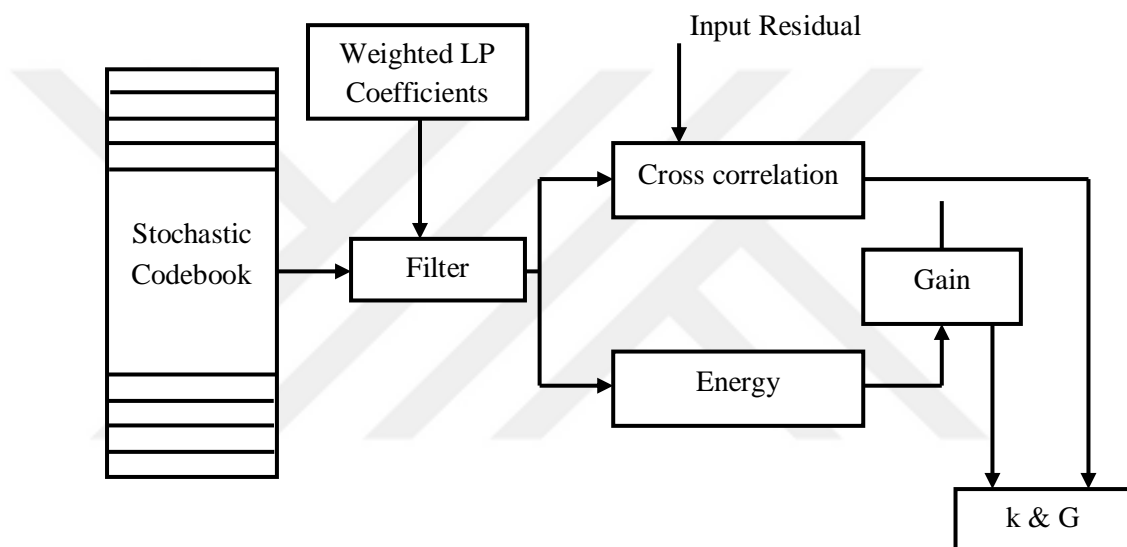 Input Residual
Weighted LP
Coefficients
Cross correlation
Stochastic
Codebook
Filter
Gain
Energy
k & G